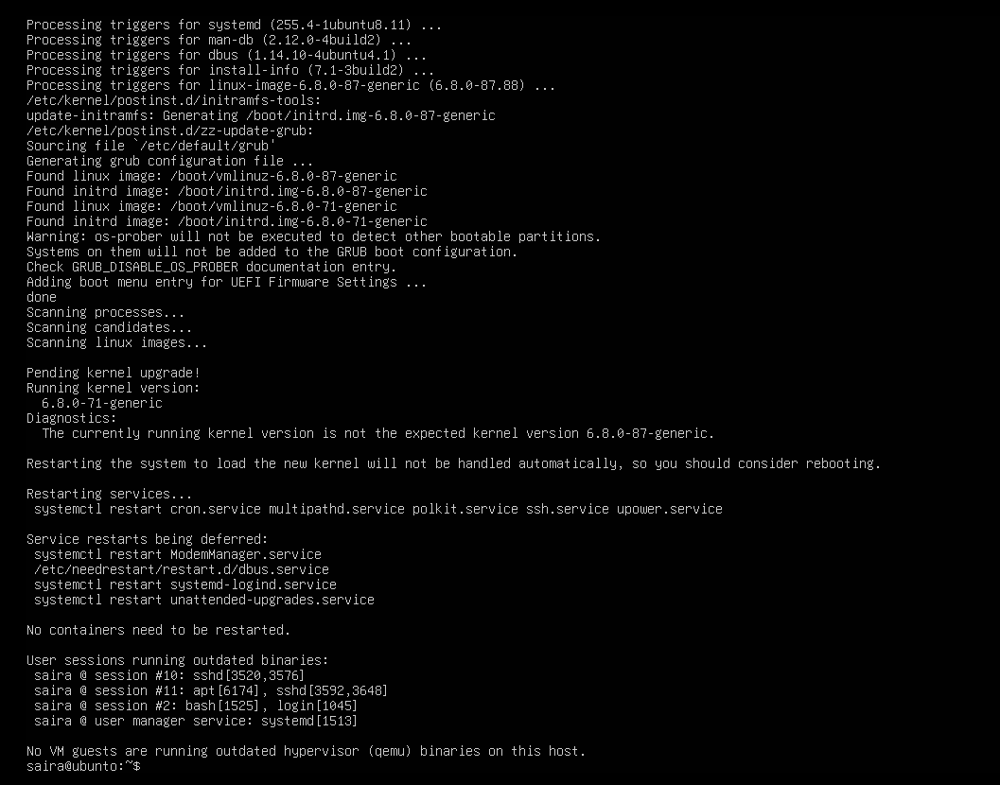 Processing triggers for systemd (255.4-1ubuntu8.11) ...
Processing triggers for man-db (2.12.0-4build2) ...
Processing triggers for dbus (1.14.10-4ubuntu4.1) ...
Processing triggers for install-info (7.1-3build2) ...
Processing triggers for linux-image-6.8.0-87-generic (6.8.0-87.88) ...
/etc/kernel/postinst.d/initramfs-tools:
update-initramfs: Generating /boot/initrd.img-6.8.0-87-generic
/etc/kernel/postinst.d/zz-update-grub:
Sourcing file `/etc/default/grub'
Generating grub configuration file ...
Found linux image: /boot/vmlinuz-6.8.0-87-generic
Found initrd image: /boot/initrd.img-6.8.0-87-generic
Found linux image: /boot/vmlinuz-6.8.0-71-generic
Found initrd image: /boot/initrd.img-6.8.0-71-generic
Warning: os-prober will not be executed to detect other bootable partitions.
Systems on them will not be added to the GRUB boot configuration.
Check GRUB_DISABLE_OS_PROBER documentation entry.
Adding boot menu entry for UEFI Firmware Settings ...
done
Scanning processes...
Scanning candidates...
Scanning linux images...

Pending kernel upgrade!
Running kernel version:
  6.8.0-71-generic
Diagnostics:
  The currently running kernel version is not the expected kernel version 6.8.0-87-generic.

Restarting the system to load the new kernel will not be handled automatically, so you should consider rebooting.

Restarting services...
 systemctl restart cron.service multipathd.service polkit.service ssh.service upower.service

Service restarts being deferred:
 systemctl restart ModemManager.service
 /etc/needrestart/restart.d/dbus.service
 systemctl restart systemd-logind.service
 systemctl restart unattended-upgrades.service

No containers need to be restarted.

User sessions running outdated binaries:
 saira @ session #10: sshd[3520,3576]
 saira @ session #11: apt[6174], sshd[3592,3648]
 saira @ session #2: bash[1525], login[1045]
 saira @ user manager service: systemd[1513]

No VM guests are running outdated hypervisor (qemu) binaries on this host.
saira@ubunto:~$